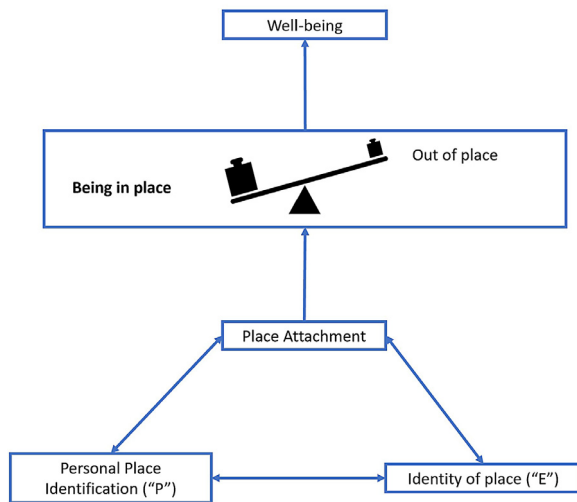 Well-being
Out of place
Being in place
Place Attachment
Personal Place
Identification (“P”)
Identity of place (“E”)